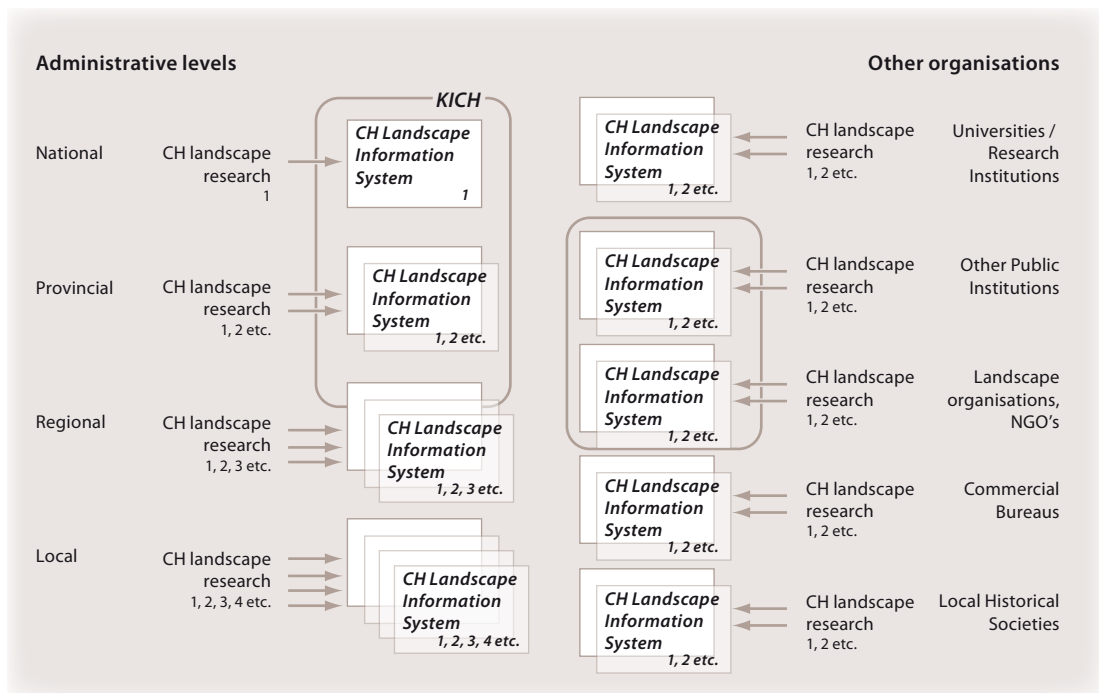 Administrative levels
Other organisations
KICH
National
CH landscape
research
1
CH Landscape
Information
System
1
Provincial
CH landscape
research
1, 2 etc.
CH Landscape
Information
System
1, 2 etc.
Regional
CH landscape
research
1, 2, 3 etc.
CH Landscape
Information
System
1, 2, 3 etc.
Local
CH landscape
research
1, 2, 3, 4 etc.
CH Landscape
Information
System
1, 2, 3, 4 etc.
CH Landscape
Information
System
1, 2 etc.
CH landscape
research
1, 2 etc.
Universities /
Research
Institutions
CH Landscape
Information
System
1, 2 etc.
CH landscape
research
1, 2 etc.
Other Public
Institutions
CH Landscape
Information
System
1, 2 etc.
CH landscape
research
1, 2 etc.
Landscape
organisations,
NGO's
CH Landscape
Information
System
1, 2 etc.
CH landscape
research
1, 2 etc.
Commercial
Bureaus
CH Landscape
Information
System
1, 2 etc.
CH landscape
research
1, 2 etc.
Local Historical
Societies